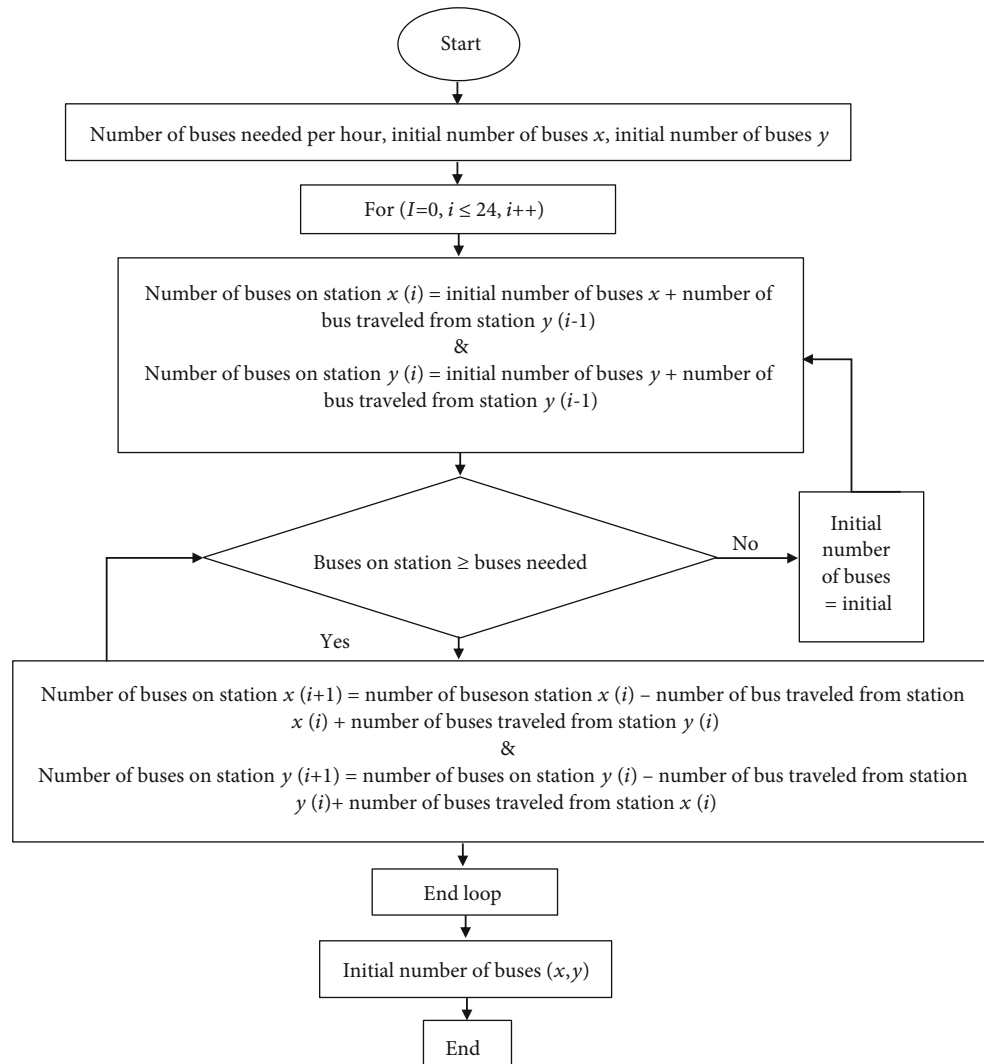 Start
Number of buses needed per hour, initial number of buses x, initial number of buses y
For (I=0, i ≤ 24, i++)
Number of buses on station x (i) = initial number of buses x + number of
bus traveled from station y (i-1)
&
Number of buses on station y (i) = initial number of buses y + number of
bus traveled from station y (i-1)
Buses on station ≥ buses needed
No
Initial
number
of buses
= initial
Yes
Number of buses on station x (i+1) = number of buseson station x (i) – number of bus traveled from station
x (i) + number of buses traveled from station y (i)
&
Number of buses on station y (i+1) = number of buses on station y (i) – number of bus traveled from station
y (i)+ number of buses traveled from station x (i)
End loop
Initial number of buses (x,y)
End